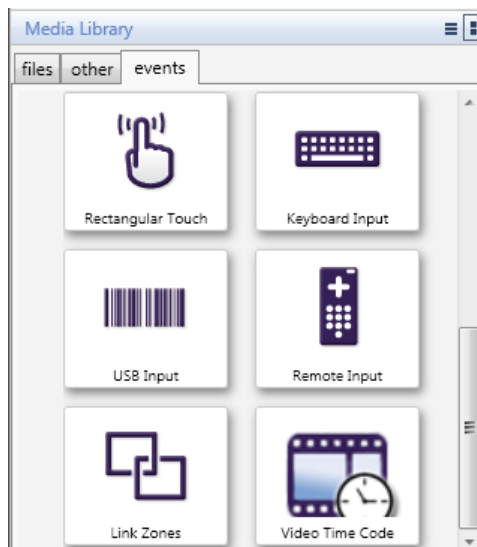 Media Library
files other events
Rectangular Touch Keyboard Input
USB Input Remote Input
Link Zones Video Time Code